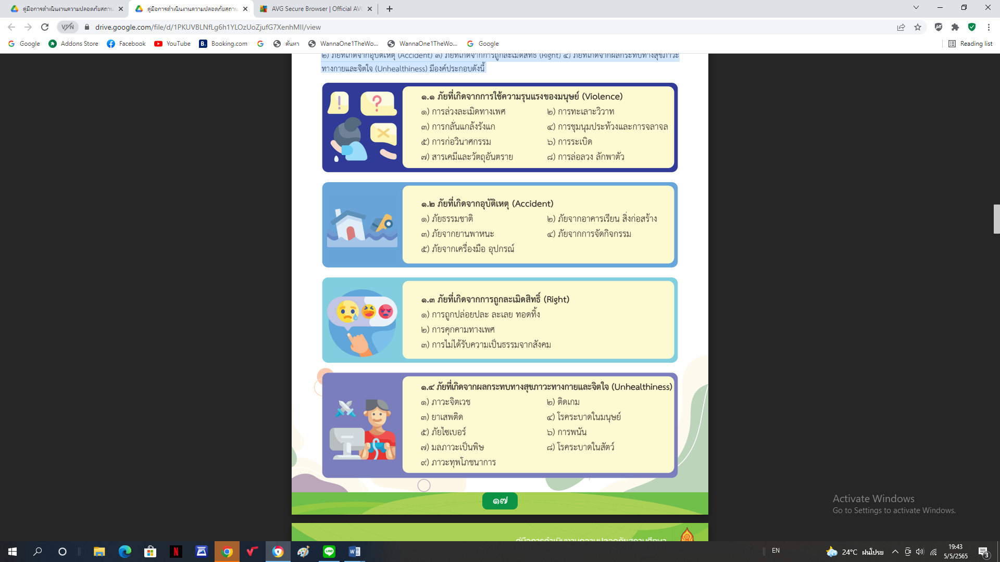 คู่มือการดำเนินงานความปลอดภัยสถาน
คู่มือการดำเนินงานความปลอดภัยสถาน
AVG Secure Browser | Official AV
VPN
drive.google.com/file/d/1PKUVBLNfLg6h1YLOzUoZjufG7XenhMlI/view
Google
Addons Store
Facebook
YouTube
Booking.com
ค้นหา
WannaOne1TheWo...
WannaOne1TheWo...
Google
Reading list
๒) ภัยที่เกิดจากอุบัติเหตุ (Accident) ๓) ภัยที่เกิดจากการถูกละเมิดสิทธิ์ (Right) ๔) ภัยที่เกิดจากผลกระทบทางสุขภาวะ
ทางกายและจิตใจ (Unhealthiness) มีองค์ประกอบดังนี้
๑.๑ ภัยที่เกิดจากการใช้ความรุนแรงของมนุษย์ (Violence)
๑) การล่วงละเมิดทางเพศ ๒) การทะเลาะวิวาท
๓) การกลั่นแกล้งรังแก ๔) การชุมนุมประท้วงและการจลาจล
๕) การก่อวินาศกรรม ๖) การระเบิด
๗) สารเคมีและวัตถุอันตราย ๘) การล่อลวง ลักพาตัว
๑.๒ ภัยที่เกิดจากอุบัติเหตุ (Accident)
๑) ภัยธรรมชาติ ๒) ภัยจากอาคารเรียน สิ่งก่อสร้าง
๓) ภัยจากยานพาหนะ ๔) ภัยจากการจัดกิจกรรม
๕) ภัยจากเครื่องมือ อุปกรณ์
๑.๓ ภัยที่เกิดจากการถูกละเมิดสิทธิ์ (Right)
๑) การถูกปล่อยปละ ละเลย ทอดทิ้ง
๒) การคุกคามทางเพศ
๓) การไม่ได้รับความเป็นธรรมจากสังคม
๑.๔ ภัยที่เกิดจากผลกระทบทางสุขภาวะทางกายและจิตใจ (Unhealthiness)
๑) ภาวะจิตเวช ๒) ติดเกม
๓) ยาเสพติด ๔) โรคระบาดในมนุษย์
๕) ภัยไซเบอร์ ๖) การพนัน
๗) มลภาวะเป็นพิษ ๘) โรคระบาดในสัตว์
๙) ภาวะทุพโภชนาการ
๑๗
Activate Windows
Go to Settings to activate Windows.
คู่มือการดำเนินงานความปลอดภัยสถานศึกษา
EN
24°C ฝนโปรย
19:43
5/5/2565
3